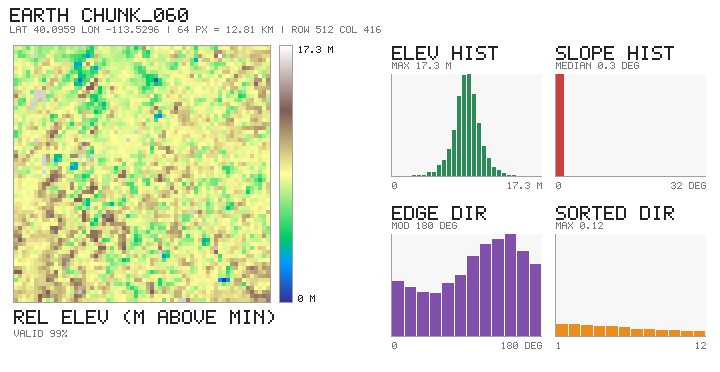 EARTH CHUNK_060
LAT 40.0959 LON -113.5296 | 64 PX = 12.81 KM | ROW 512 COL 416
17.3 M
0 M
REL ELEV (M ABOVE MIN)
VALID 99%
ELEV HIST
MAX 17.3 M
0 17.3 M
SLOPE HIST
MEDIAN 0.3 DEG
0 32 DEG
EDGE DIR
MOD 180 DEG
0 180 DEG
SORTED DIR
MAX 0.12
1 12